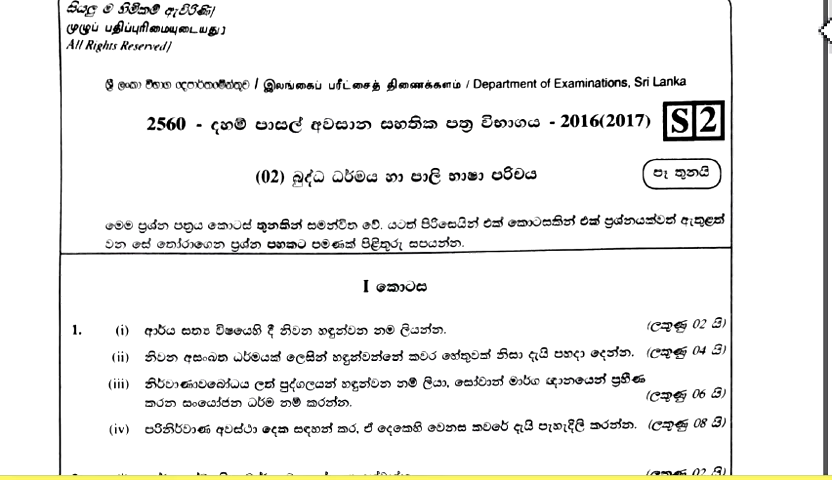 සියලු ම හිමිකම් ඇවිරිණි]
முழுப் பதிப்புரிமையுடையது]
All Rights Reserved]
ශ්‍රී ලංකා විභාග දෙපාර්තමේන්තුව / இலங்கைப் பரீட்சைத் திணைக்களம் / Department of Examinations, Sri Lanka
2560 - දහම් පාසල් අවසාන සහතික පත්‍ර විභාගය - 2016(2017) S 2
(02) බුද්ධ ධර්මය හා පාලි භාෂා පරිචය
පැ තුනයි
මෙම ප්‍රශ්න පත්‍රය කොටස් තුනකින් සමන්විත වේ. යටත් පිරිසෙයින් එක් කොටසකින් එක් ප්‍රශ්නයක්වත් ඇතුළත්
වන සේ තෝරාගෙන ප්‍රශ්න පහකට පමණක් පිළිතුරු සපයන්න.
I කොටස
1. (i) ආර්ය සත්‍ය විෂයෙහි දී නිවන හඳුන්වන නම ලියන්න. (ලකුණු 02 යි)
(ii) නිවන අසංඛත ධර්මයක් ලෙසින් හඳුන්වන්නේ කවර හේතුවක් නිසා දැයි පහදා දෙන්න. (ලකුණු 04 යි)
(iii) නිර්වාණාවබෝධය ලත් පුද්ගලයන් හඳුන්වන නම් ලියා, සෝවාන් මාර්ග ඥානයෙන් ප්‍රහීණ
කරන සංයෝජන ධර්ම නම් කරන්න. (ලකුණු 06 යි)
(iv) පරිනිර්වාණ අවස්ථා දෙක සඳහන් කර, ඒ දෙකෙහි වෙනස කවරේ දැයි පැහැදිලි කරන්න. (ලකුණු 08 යි)
(ලකුණු 02 යි)